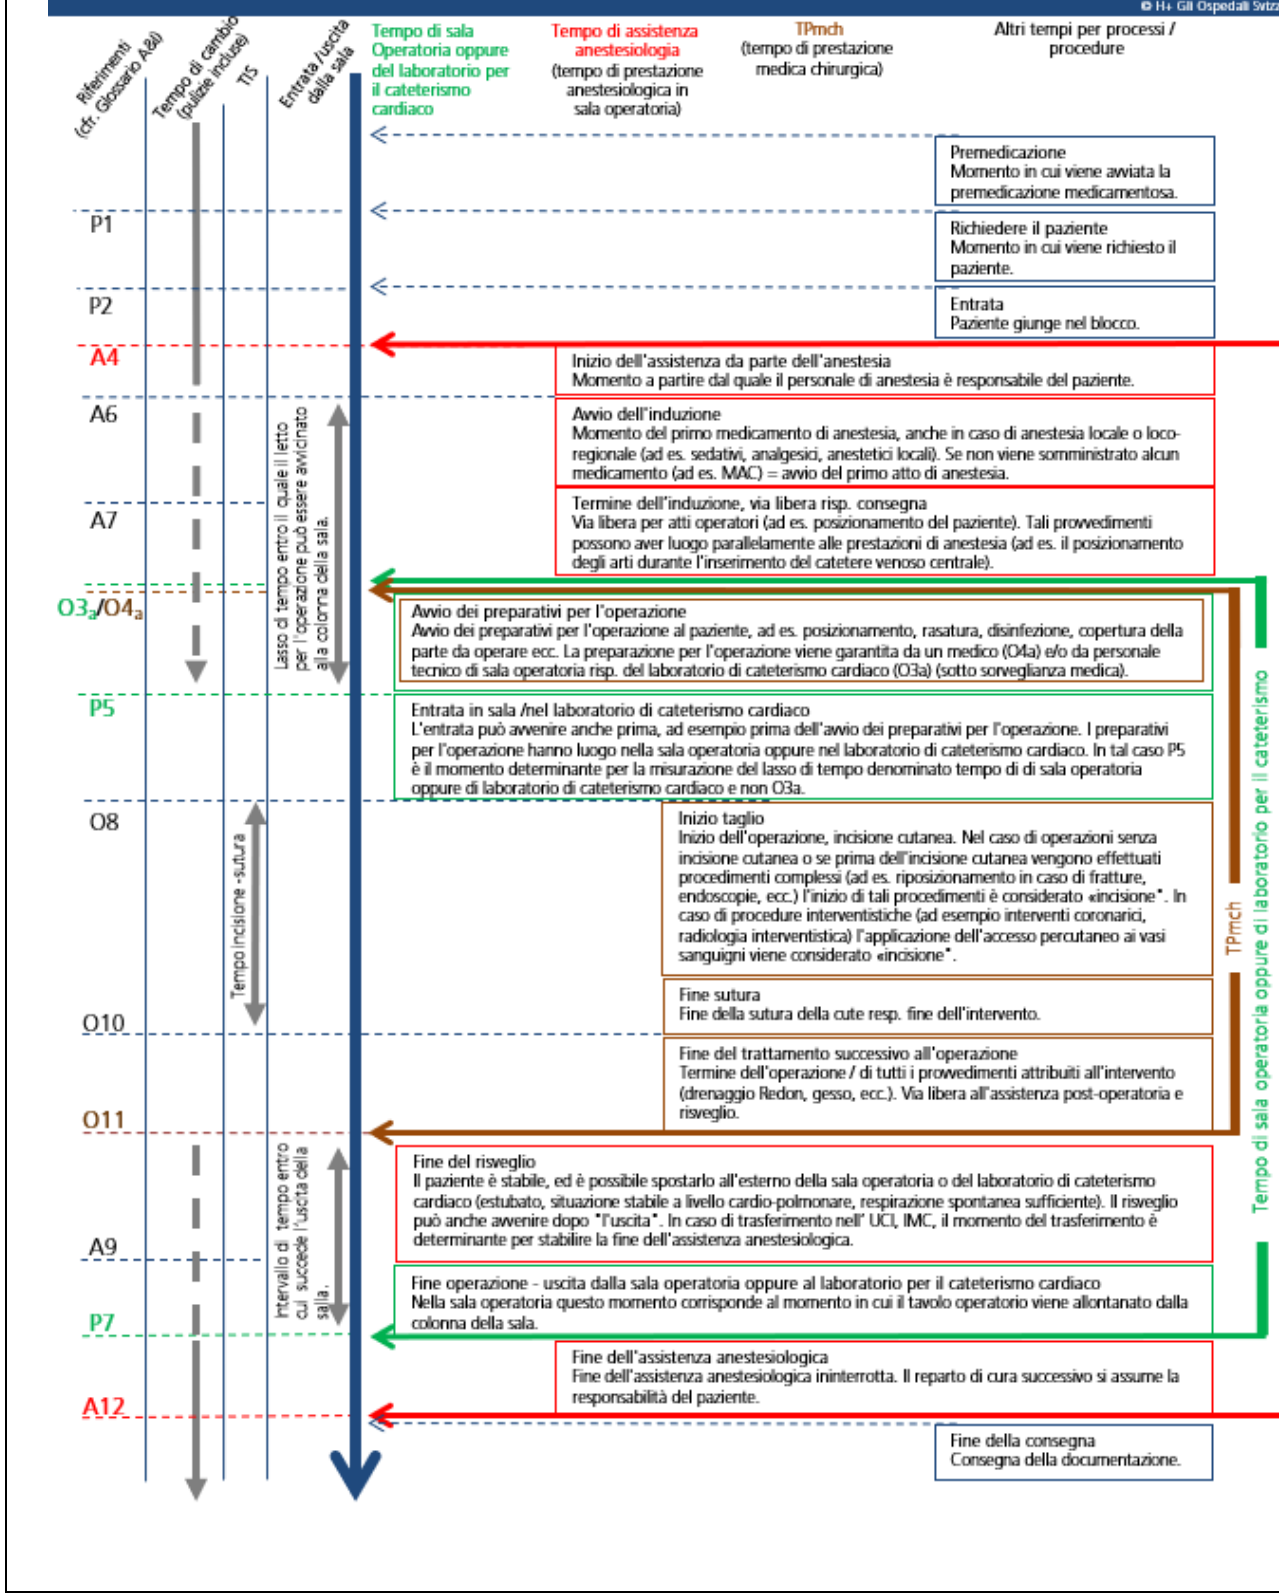 © H+ Gli Ospedali Svizz
Riferimenti
(cfr. Glossario A&I)
Tempo di cambio
(pulizie incluse)
TIS
Entrata /uscita
dalla sala
Tempo di sala
Operatoria oppure
del laboratorio per
il cateterismo
cardiaco
Tempo di assistenza
anestesiologia
(tempo di prestazione
anestesiologica in
sala operatoria)
TPmch
(tempo di prestazione
medica chirurgica)
Altri tempi per processi /
procedure
Premedicazione
Momento in cui viene avviata la
premedicazione medicamentosa.
P1
Richiedere il paziente
Momento in cui viene richiesto il
paziente.
P2
Entrata
Paziente giunge nel blocco.
A4
Inizio dell'assistenza da parte dell'anestesia
Momento a partire dal quale il personale di anestesia è responsabile del paziente.
A6
Avvio dell'induzione
Momento del primo medicamento di anestesia, anche in caso di anestesia locale o loco-
regionale (ad es. sedativi, analgesici, anestetici locali). Se non viene somministrato alcun
medicamento (ad es. MAC) = avvio del primo atto di anestesia.
A7
Termine dell'induzione, via libera risp. consegna
Via libera per atti operatori (ad es. posizionamento del paziente). Tali provvedimenti
possono aver luogo parallelamente alle prestazioni di anestesia (ad es. il posizionamento
degli arti durante l'inserimento del catetere venoso centrale).
Lasso di tempo entro il quale il letto
per l'operazione può essere avvicinato
alla colonna della sala.
O3a/O4a
Avvio dei preparativi per l'operazione
Avvio dei preparativi per l'operazione al paziente, ad es. posizionamento, rasatura, disinfezione, copertura della
parte da operare ecc. La preparazione per l'operazione viene garantita da un medico (O4a) e/o da personale
tecnico di sala operatoria risp. del laboratorio di cateterismo cardiaco (O3a) (sotto sorveglianza medica).
P5
Entrata in sala /nel laboratorio di cateterismo cardiaco
L'entrata può avvenire anche prima, ad esempio prima dell'avvio dei preparativi per l'operazione. I preparativi
per l'operazione hanno luogo nella sala operatoria oppure nel laboratorio di cateterismo cardiaco. In tal caso P5
è il momento determinante per la misurazione del lasso di tempo denominato tempo di di sala operatoria
oppure di laboratorio di cateterismo cardiaco e non O3a.
O8
Inizio taglio
Inizio dell'operazione, incisione cutanea. Nel caso di operazioni senza
incisione cutanea o se prima dell'incisione cutanea vengono effettuati
procedimenti complessi (ad es. riposizionamento in caso di fratture,
endoscopie, ecc.) l'inizio di tali procedimenti è considerato «incisione". In
caso di procedure interventistiche (ad esempio interventi coronarici,
radiologia interventistica) l'applicazione dell'accesso percutaneo ai vasi
sanguigni viene considerato «incisione".
Tempo incisione -sutura
TPmch
Tempo di sala operatoria oppure di laboratorio per il cateterismo
O10
Fine sutura
Fine della sutura della cute resp. fine dell'intervento.
O11
Fine del trattamento successivo all'operazione
Termine dell'operazione / di tutti i provvedimenti attribuiti all'intervento
(drenaggio Redon, gesso, ecc.). Via libera all'assistenza post-operatoria e
risveglio.
Intervallo di tempo entro
cui succede l'uscita della
salla.
A9
Fine del risveglio
Il paziente è stabile, ed è possibile spostarlo all'esterno della sala operatoria o del laboratorio di cateterismo
cardiaco (estubato, situazione stabile a livello cardio-polmonare, respirazione spontanea sufficiente). Il risveglio
può anche avvenire dopo "l'uscita". In caso di trasferimento nell' UCI, IMC, il momento del trasferimento è
determinante per stabilire la fine dell'assistenza anestesiologica.
P7
Fine operazione - uscita dalla sala operatoria oppure al laboratorio per il cateterismo cardiaco
Nella sala operatoria questo momento corrisponde al momento in cui il tavolo operatorio viene allontanato dalla
colonna della sala.
A12
Fine dell'assistenza anestesiologica
Fine dell'assistenza anestesiologica ininterrotta. Il reparto di cura successivo si assume la
responsabilità del paziente.
Fine della consegna
Consegna della documentazione.